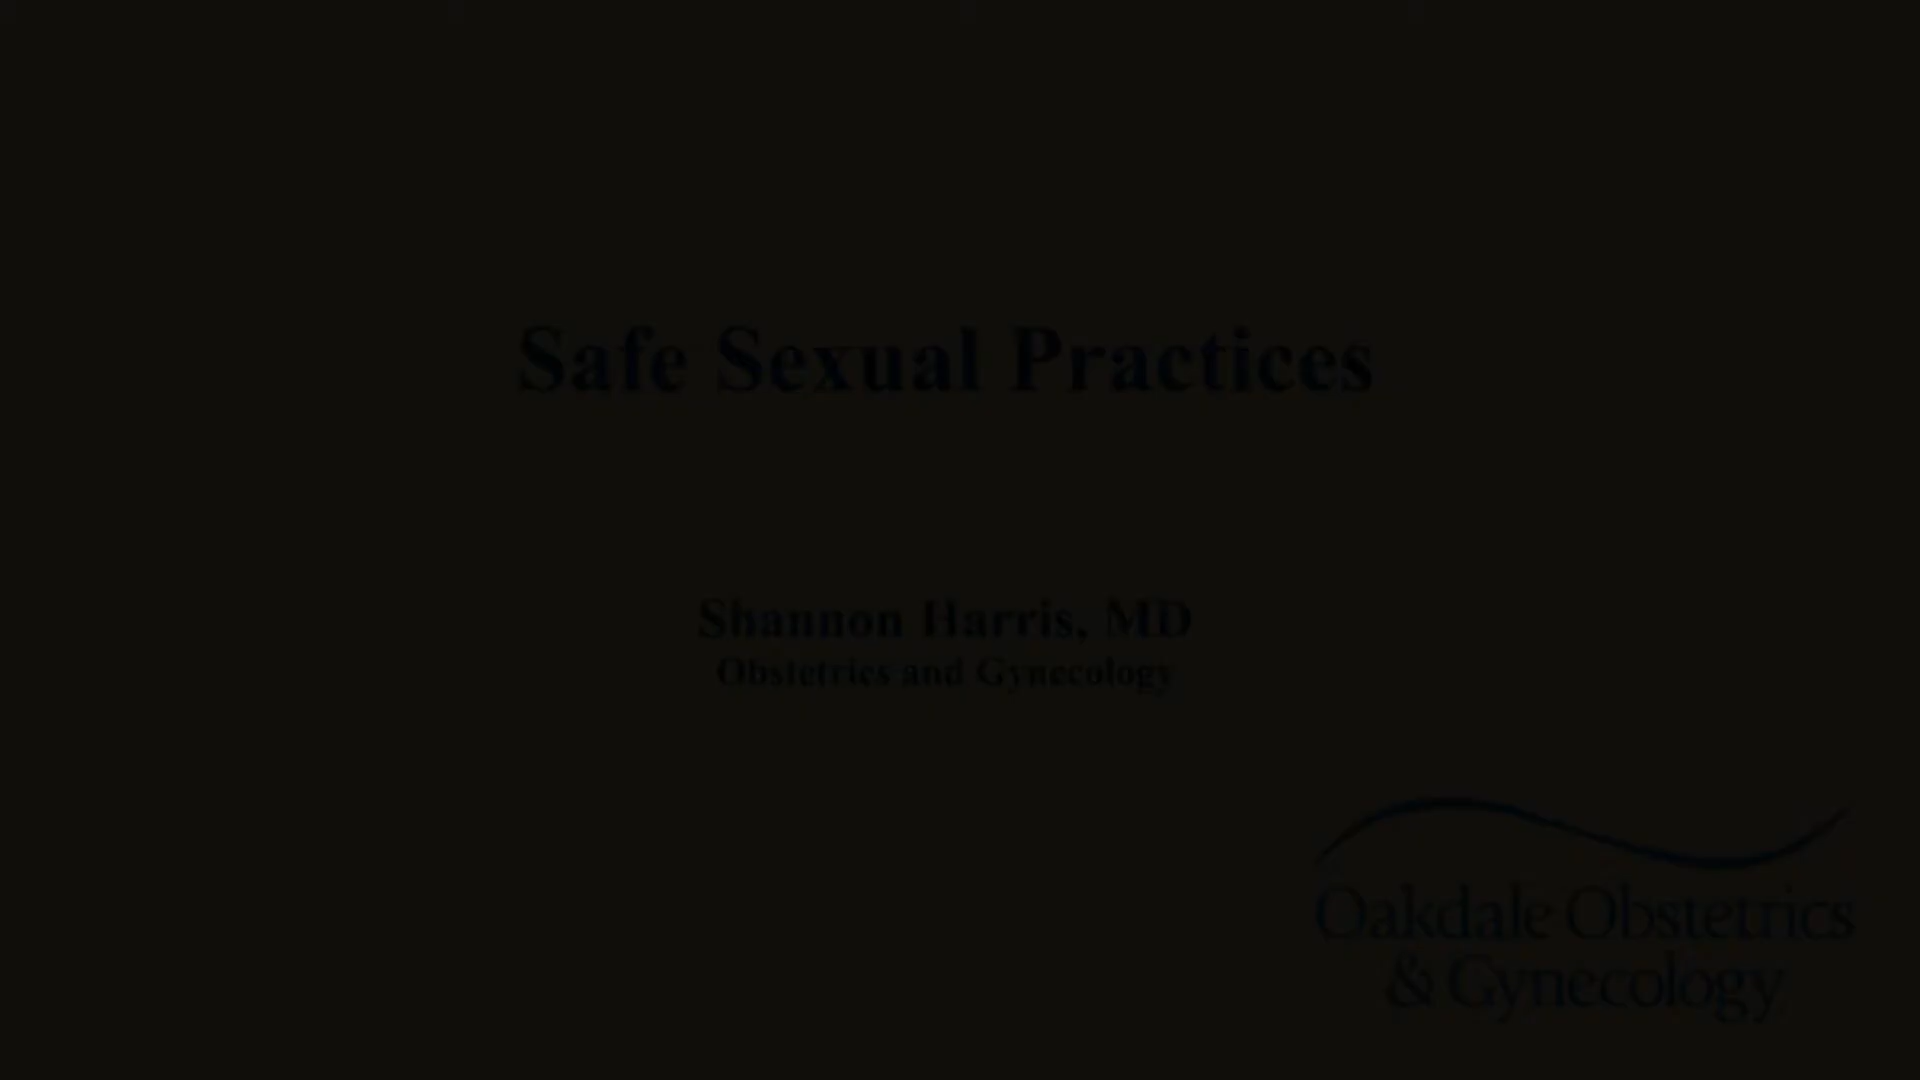 Safe Sexual Practices
Shannon Harris, MD
Obstetrics and Gynecology
Oakdale Obstetrics
& Gynecology